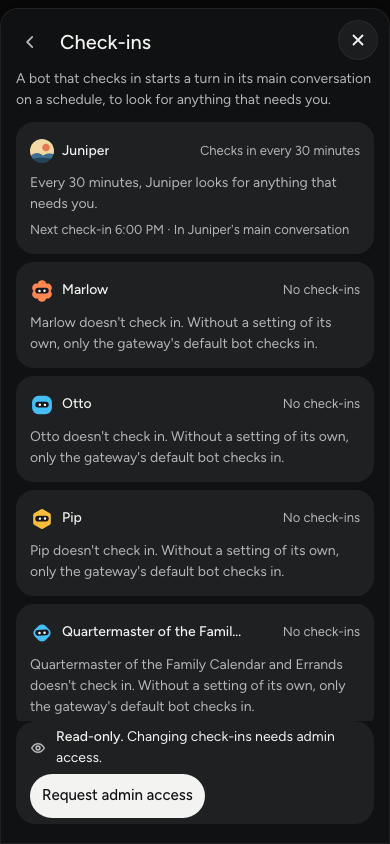 Check-ins
A bot that checks in starts a turn in its main conversation
on a schedule, to look for anything that needs you.
Juniper
Checks in every 30 minutes
Every 30 minutes, Juniper looks for anything that
needs you.
Next check-in 6:00 PM · In Juniper's main conversation
Marlow
No check-ins
Marlow doesn't check in. Without a setting of its
own, only the gateway's default bot checks in.
Otto
No check-ins
Otto doesn't check in. Without a setting of its own,
only the gateway's default bot checks in.
Pip
No check-ins
Pip doesn't check in. Without a setting of its own,
only the gateway's default bot checks in.
Quartermaster of the Famil...
No check-ins
Quartermaster of the Family Calendar and Errands
doesn't check in. Without a setting of its own, only
the gateway's default bot checks in.
Read-only. Changing check-ins needs admin
access.
Request admin access